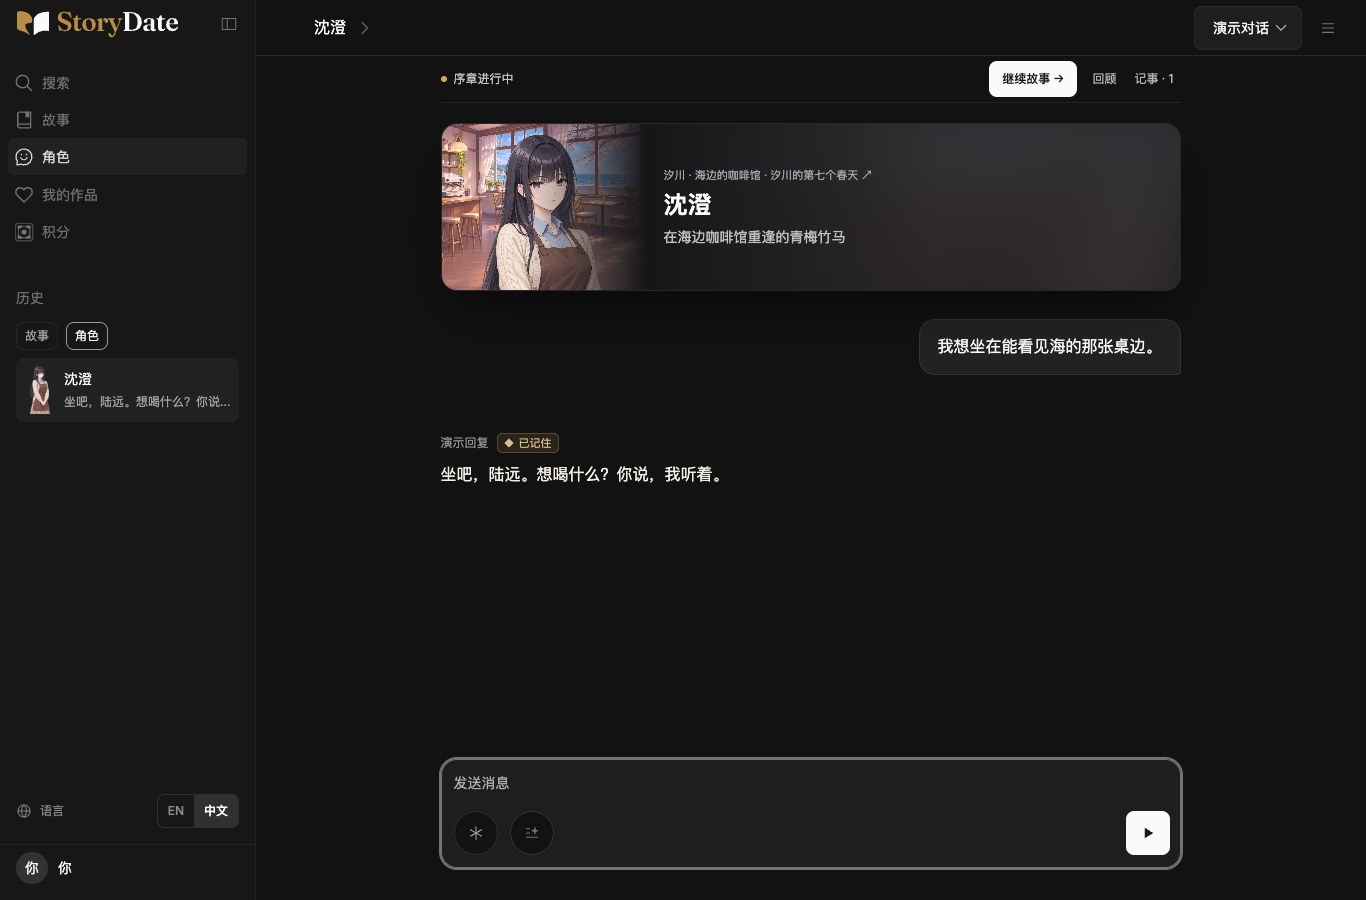 StoryDate
搜索
故事
角色
我的作品
积分
历史
故事
角色
沈澄
坐吧，陆远。想喝什么？你说...
语言
EN
中文
你
你
沈澄
演示对话
序章进行中
继续故事 →
回顾
记事 · 1
汐川 · 海边的咖啡馆 · 汐川的第七个春天 ↗
沈澄
在海边咖啡馆重逢的青梅竹马
我想坐在能看见海的那张桌边。
演示回复
◆ 已记住
坐吧，陆远。想喝什么？你说，我听着。
发送消息